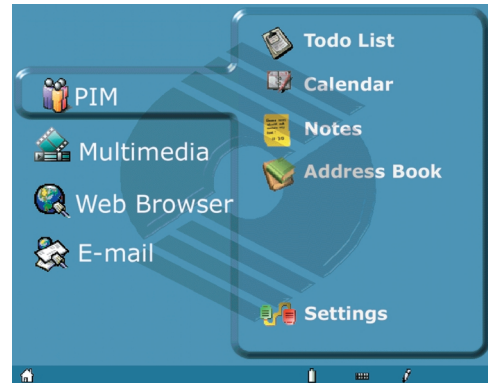 PIM
Multimedia
Web Browser
E-mail
Todo List
Calendar
Notes
Address Book
Settings